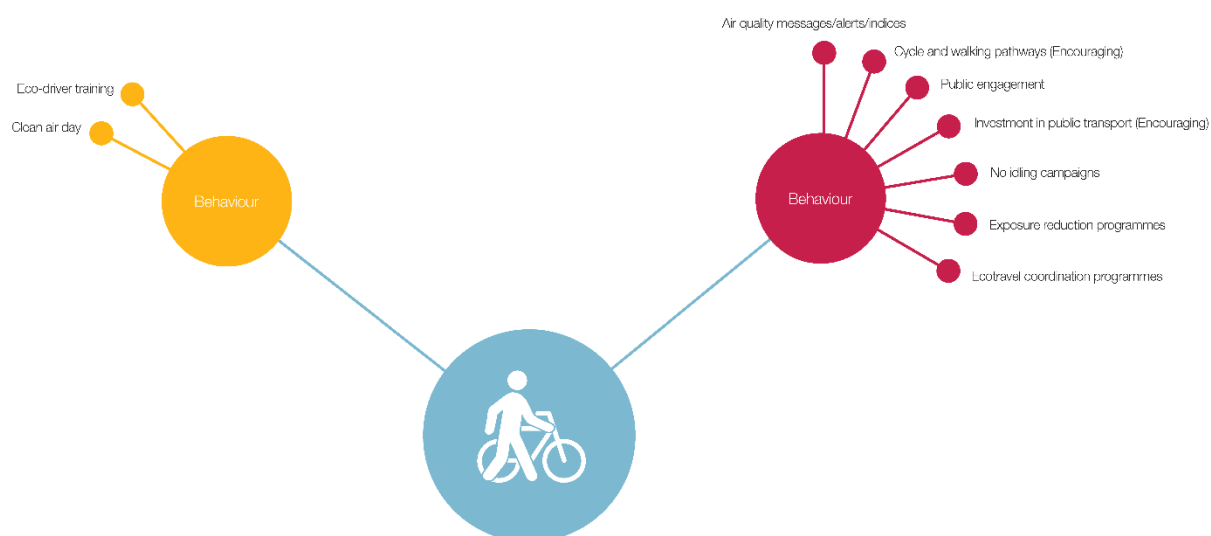 Eco-driver training
Clean air day
Behaviour
Air quality messages/alerts/indices
Cycle and walking pathways (Encouraging)
Public engagement
Investment in public transport (Encouraging)
No idling campaigns
Exposure reduction programmes
Ecotravel coordination programmes
Behaviour